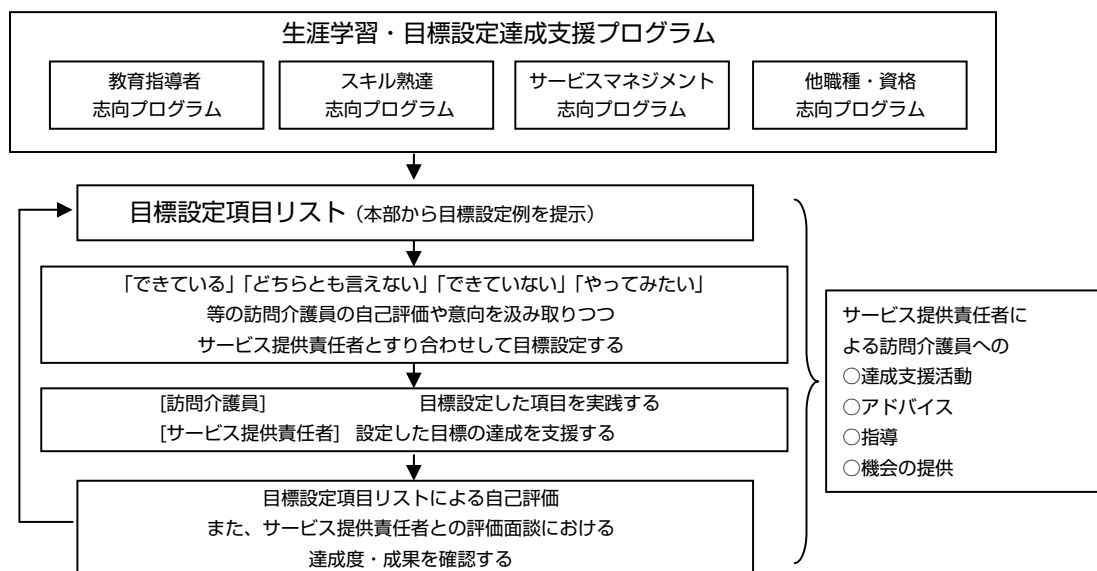 生涯学習・目標設定達成支援プログラム
教育指導者
志向プログラム
スキル熟達
志向プログラム
サービスマネジメント
志向プログラム
他職種・資格
志向プログラム
目標設定項目リスト（本部から目標設定例を提示）
「できている」「どちらとも言えない」「できていない」「やってみたい」
等の訪問介護員の自己評価や意向を汲み取りつつ
サービス提供責任者とすり合わせして目標設定する
[訪問介護員] 目標設定した項目を実践する
[サービス提供責任者] 設定した目標の達成を支援する
目標設定項目リストによる自己評価
また、サービス提供責任者との評価面談における
達成度・成果を確認する
サービス提供責任者に
よる訪問介護員への
○達成支援活動
○アドバイス
○指導
○機会の提供